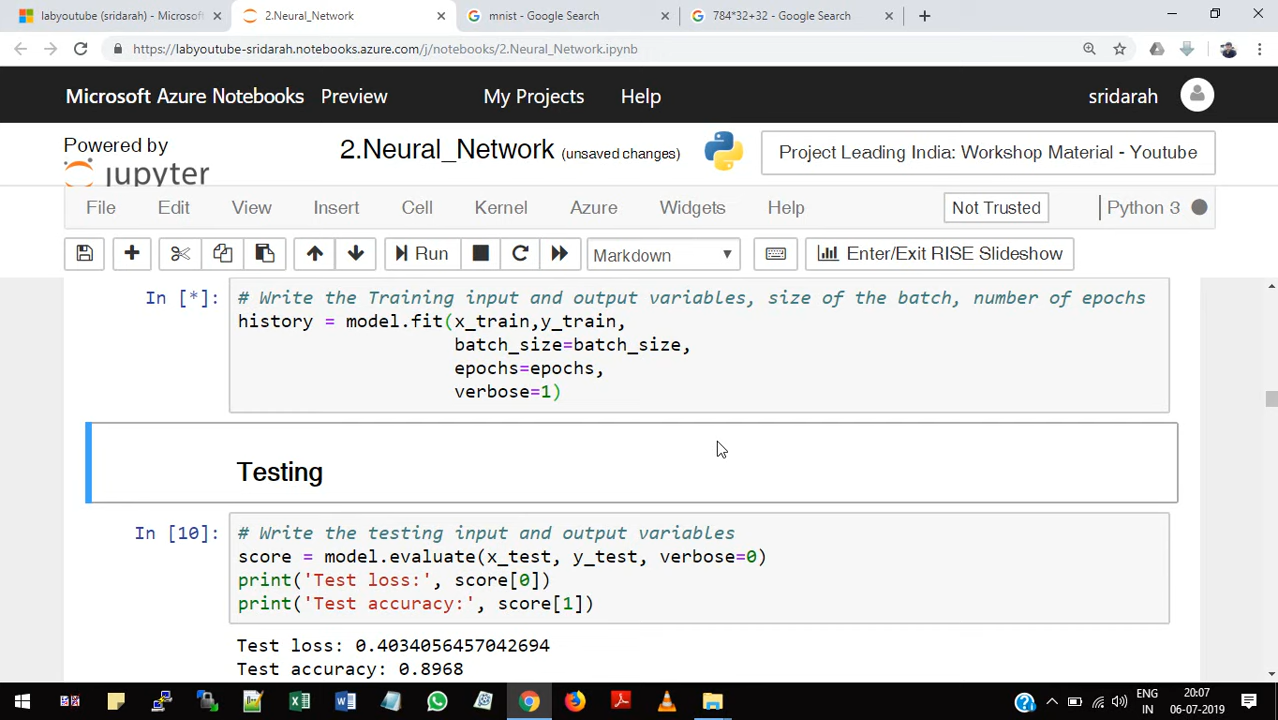 labyoutube (sridarah) - Microsoft
2.Neural_Network
mnist - Google Search
784*32+32 - Google Search
https://labyoutube-sridarah.notebooks.azure.com/j/notebooks/2.Neural_Network.ipynb
Microsoft Azure Notebooks Preview My Projects Help sridarah
Powered by
jupyter
2.Neural_Network (unsaved changes)
Project Leading India: Workshop Material - Youtube
File Edit View Insert Cell Kernel Azure Widgets Help Not Trusted Python 3
Run Markdown Enter/Exit RISE Slideshow
In [*]: # Write the Training input and output variables, size of the batch, number of epochs
history = model.fit(x_train,y_train,
batch_size=batch_size,
epochs=epochs,
verbose=1)
Testing
In [10]: # Write the testing input and output variables
score = model.evaluate(x_test, y_test, verbose=0)
print('Test loss:', score[0])
print('Test accuracy:', score[1])
Test loss: 0.4034056457042694
Test accuracy: 0.8968
ENG 20:07
IN 06-07-2019